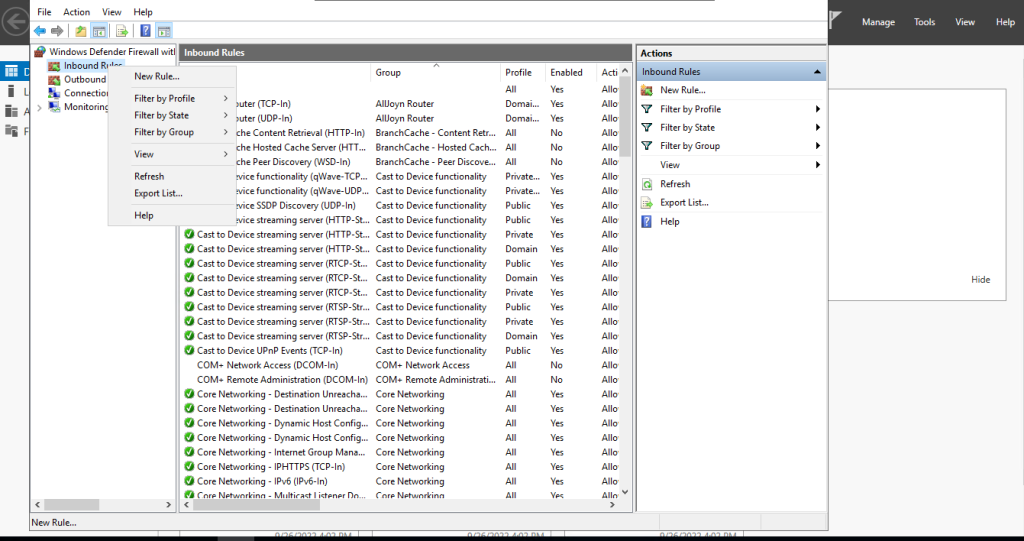 File Action View Help
Manage Tools View Help
Windows Defender Firewall with
Inbound Rules
Outbound
Connection
Monitoring
New Rule...
Filter by Profile
Filter by State
Filter by Group
View
Refresh
Export List...
Help
Inbound Rules
Group Profile Enabled Acti
All Yes Allo
uter (TCP-In) AllJoyn Router Domai... Yes Allo
uter (UDP-In) AllJoyn Router Domai... Yes Allo
che Content Retrieval (HTTP-In) BranchCache - Content Retr... All No Allo
che Hosted Cache Server (HTT... BranchCache - Hosted Cach... All No Allo
che Peer Discovery (WSD-In) BranchCache - Peer Discove... All No Allo
evice functionality (qWave-TCP... Cast to Device functionality Private... Yes Allo
evice functionality (qWave-UDP... Cast to Device functionality Private... Yes Allo
evice SSDP Discovery (UDP-In) Cast to Device functionality Public Yes Allo
evice streaming server (HTTP-St... Cast to Device functionality Public Yes Allo
Cast to Device streaming server (HTTP-St... Cast to Device functionality Private Yes Allo
Cast to Device streaming server (HTTP-St... Cast to Device functionality Domain Yes Allo
Cast to Device streaming server (RTCP-St... Cast to Device functionality Public Yes Allo
Cast to Device streaming server (RTCP-St... Cast to Device functionality Domain Yes Allo
Cast to Device streaming server (RTCP-St... Cast to Device functionality Private Yes Allo
Cast to Device streaming server (RTSP-Str... Cast to Device functionality Public Yes Allo
Cast to Device streaming server (RTSP-Str... Cast to Device functionality Private Yes Allo
Cast to Device streaming server (RTSP-Str... Cast to Device functionality Domain Yes Allo
Cast to Device UPnP Events (TCP-In) Cast to Device functionality Public Yes Allo
COM+ Network Access (DCOM-In) COM+ Network Access All No Allo
COM+ Remote Administration (DCOM-In) COM+ Remote Administrati... All No Allo
Core Networking - Destination Unreacha... Core Networking All Yes Allo
Core Networking - Destination Unreacha... Core Networking All Yes Allo
Core Networking - Dynamic Host Config... Core Networking All Yes Allo
Core Networking - Dynamic Host Config... Core Networking All Yes Allo
Core Networking - Internet Group Mana... Core Networking All Yes Allo
Core Networking - IPHTTPS (TCP-In) Core Networking All Yes Allo
Core Networking - IPv6 (IPv6-In) Core Networking All Yes Allo
Core Networking - Multicast Listener Do... Core Networking All Yes Allo
Actions
Inbound Rules
New Rule...
Filter by Profile
Filter by State
Filter by Group
View
Refresh
Export List...
Help
Hide
New Rule...